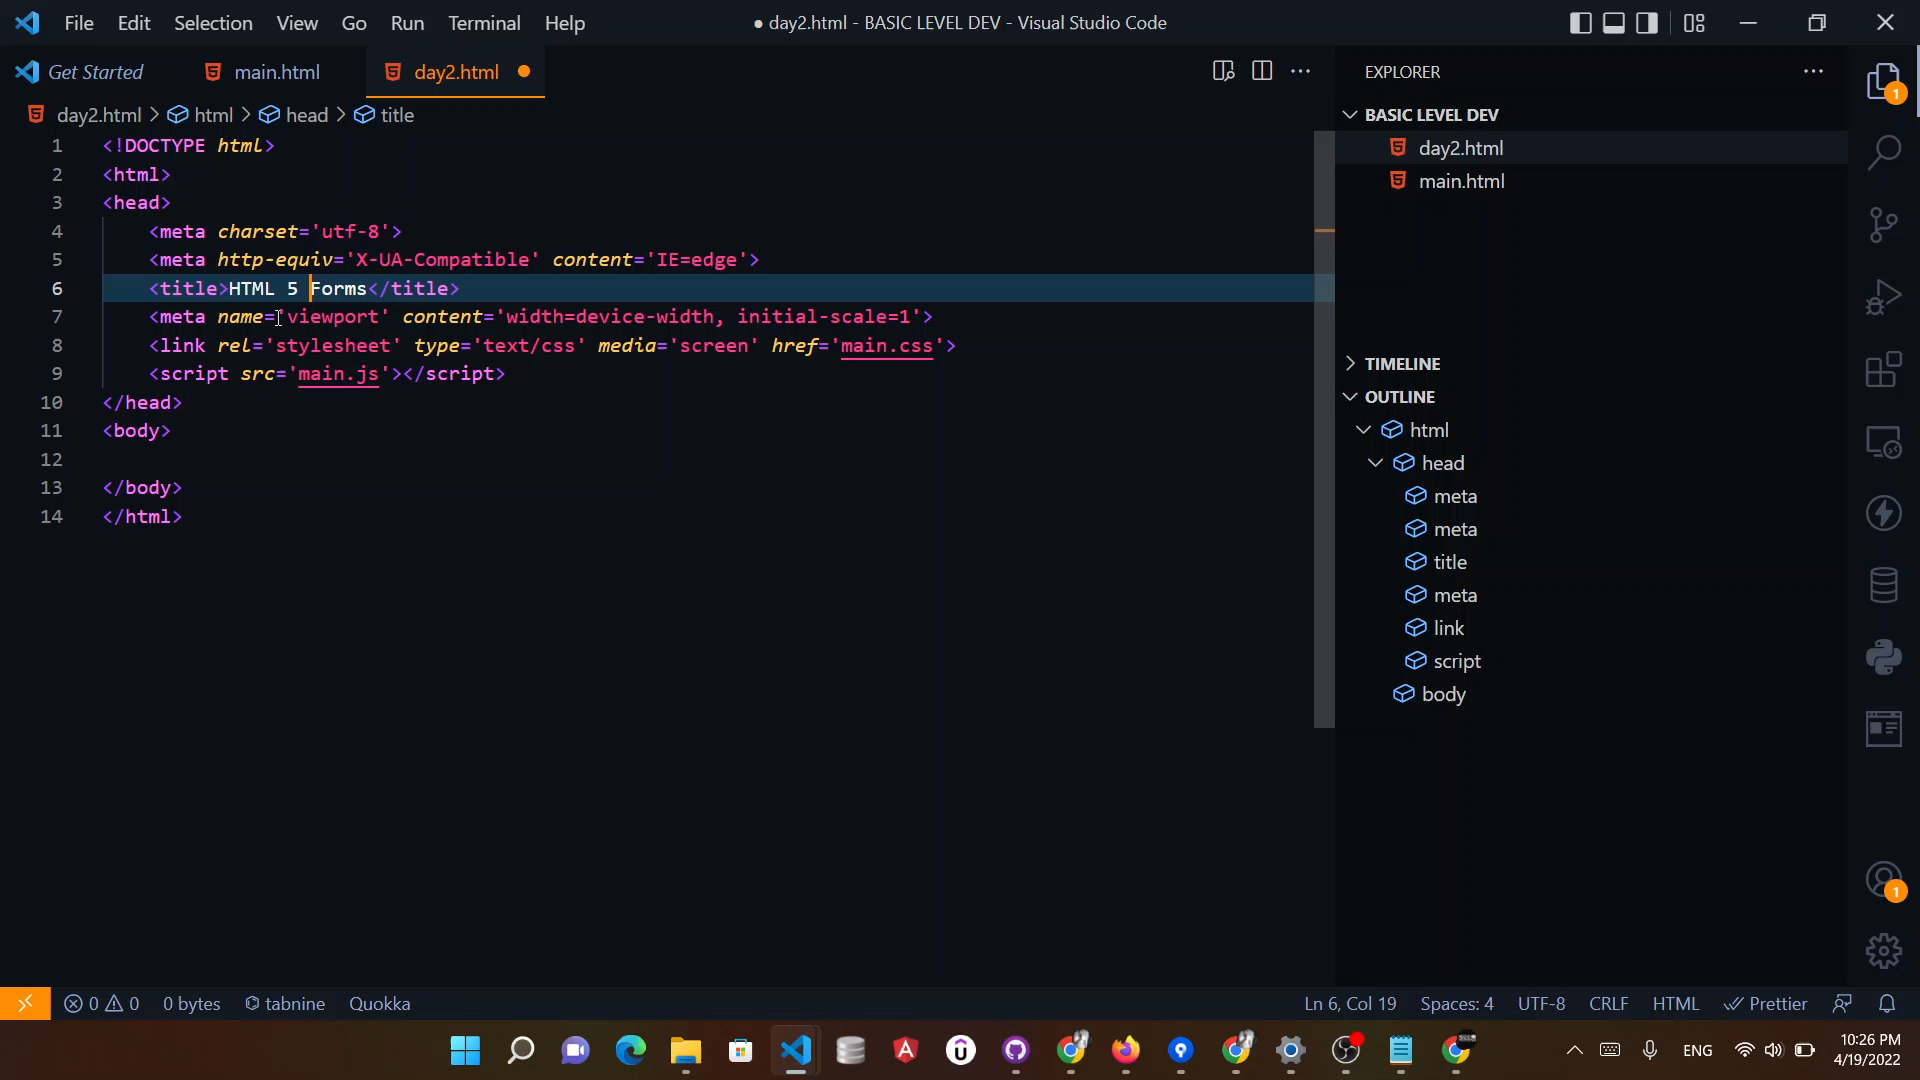 File Edit Selection View Go Run Terminal Help
● day2.html - BASIC LEVEL DEV - Visual Studio Code
Get Started main.html day2.html
day2.html > html > head > title
1 <!DOCTYPE html>
2 <html>
3 <head>
4 <meta charset='utf-8'>
5 <meta http-equiv='X-UA-Compatible' content='IE=edge'>
6 <title>HTML 5 Forms</title>
7 <meta name='viewport' content='width=device-width, initial-scale=1'>
8 <link rel='stylesheet' type='text/css' media='screen' href='main.css'>
9 <script src='main.js'></script>
10 </head>
11 <body>
12
13 </body>
14 </html>
EXPLORER
BASIC LEVEL DEV
day2.html
main.html
TIMELINE
OUTLINE
html
head
meta
meta
title
meta
link
script
body
1
1
0 0 0 bytes tabnine Quokka
Ln 6, Col 19 Spaces: 4 UTF-8 CRLF HTML Prettier
ENG
10:26 PM
4/19/2022